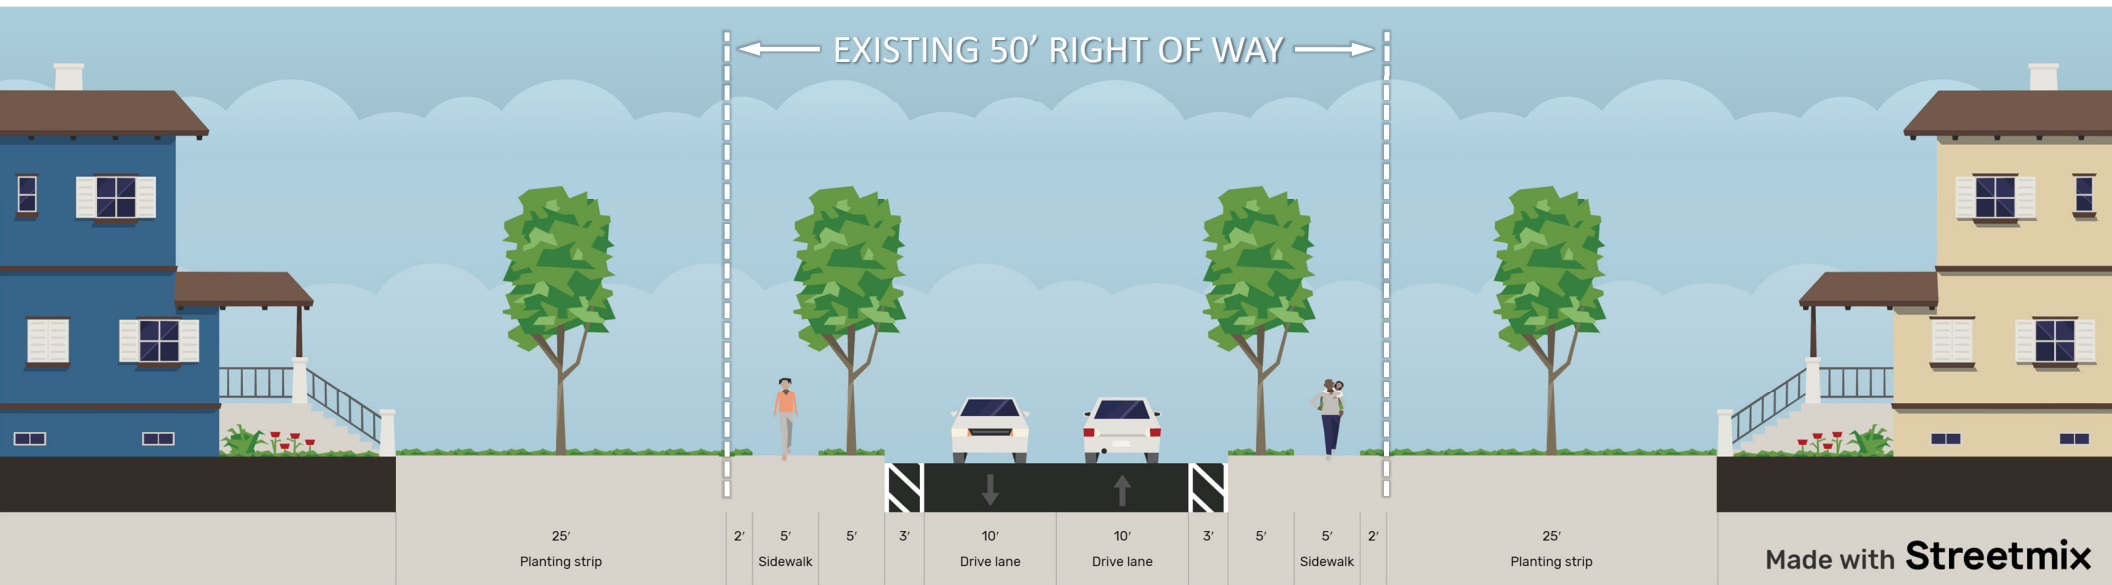 EXISTING 50′ RIGHT OF WAY
25′ 2′ 5′ 5′ 3′ 10′ 10′ 3′ 5′ 5′ 2′ 25′
Planting strip Sidewalk Drive lane Drive lane Sidewalk Planting strip
Made with Streetmix